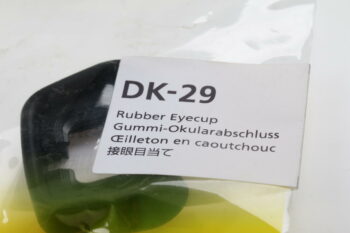 DK-29
Rubber Eyecup
Gummi-Okularabschluss
Œilleton en caoutchouc
接眼目当て